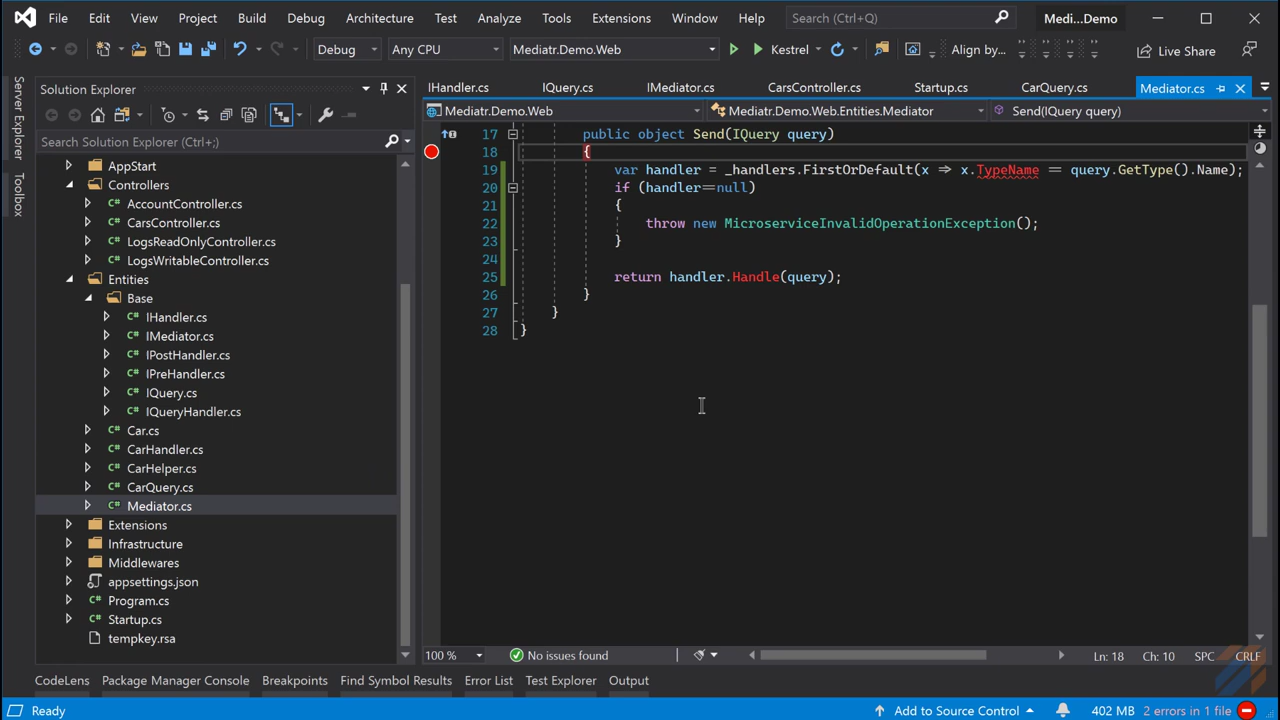 File Edit View Project Build Debug Architecture Test Analyze Tools Extensions Window Help Search (Ctrl+Q) Medi...Demo
Debug Any CPU Mediatr.Demo.Web Kestrel Align by... Live Share
Server Explorer
Toolbox
Solution Explorer
Search Solution Explorer (Ctrl+;)
AppStart
Controllers
C# AccountController.cs
C# CarsController.cs
C# LogsReadOnlyController.cs
C# LogsWritableController.cs
Entities
Base
C# IHandler.cs
C# IMediator.cs
C# IPostHandler.cs
C# IPreHandler.cs
C# IQuery.cs
C# IQueryHandler.cs
C# Car.cs
C# CarHandler.cs
C# CarHelper.cs
C# CarQuery.cs
C# Mediator.cs
Extensions
Infrastructure
Middlewares
appsettings.json
C# Program.cs
C# Startup.cs
tempkey.rsa
IHandler.cs IQuery.cs IMediator.cs CarsController.cs Startup.cs CarQuery.cs Mediator.cs
Mediatr.Demo.Web Mediatr.Demo.Web.Entities.Mediator Send(IQuery query)
17 public object Send(IQuery query)
18 {
19 var handler = _handlers.FirstOrDefault(x => x.TypeName == query.GetType().Name);
20 if (handler==null)
21 {
22 throw new MicroserviceInvalidOperationException();
23 }
24
25 return handler.Handle(query);
26 }
27 }
28 }
100 % No issues found Ln: 18 Ch: 10 SPC CRLF
CodeLens Package Manager Console Breakpoints Find Symbol Results Error List Test Explorer Output
Ready Add to Source Control 402 MB 2 errors in 1 file